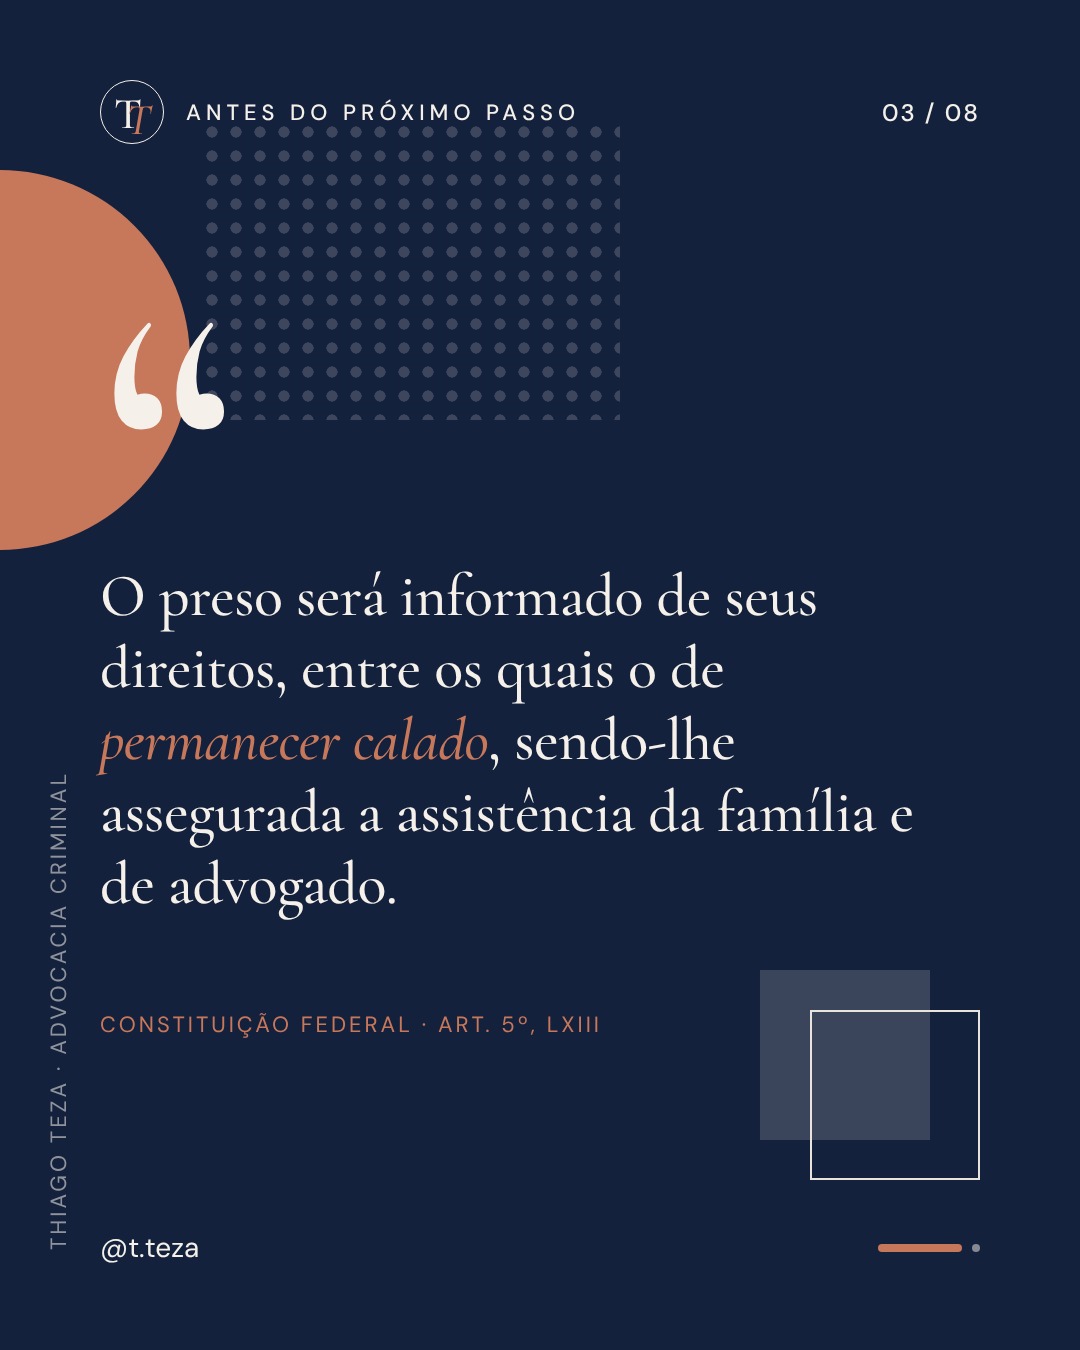 TT
ANTES DO PRÓXIMO PASSO
03 / 08
“
O preso será informado de seus
direitos, entre os quais o de
permanecer calado, sendo-lhe
assegurada a assistência da família e
de advogado.
CONSTITUIÇÃO FEDERAL · ART. 5º, LXIII
THIAGO TEZA · ADVOCACIA CRIMINAL
@t.teza